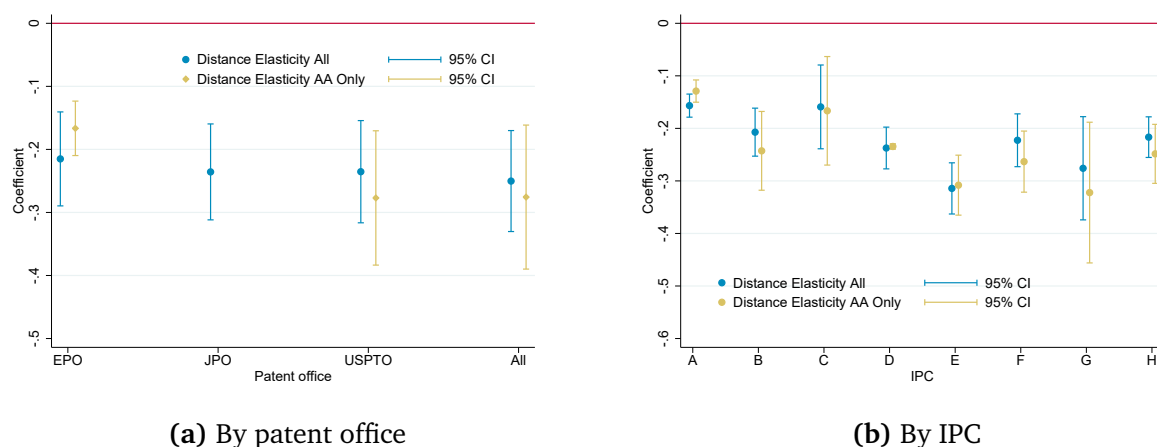 0
-.1
-.2
-.3
-.4
-.5
Coefficient
Distance Elasticity All
95% CI
Distance Elasticity AA Only
95% CI
EPO
JPO
USPTO
All
Patent office
(a) By patent office
0
-.1
-.2
-.3
-.4
-.5
-.6
Coefficient
Distance Elasticity All
95% CI
Distance Elasticity AA Only
95% CI
A
B
C
D
E
F
G
H
IPC
(b) By IPC